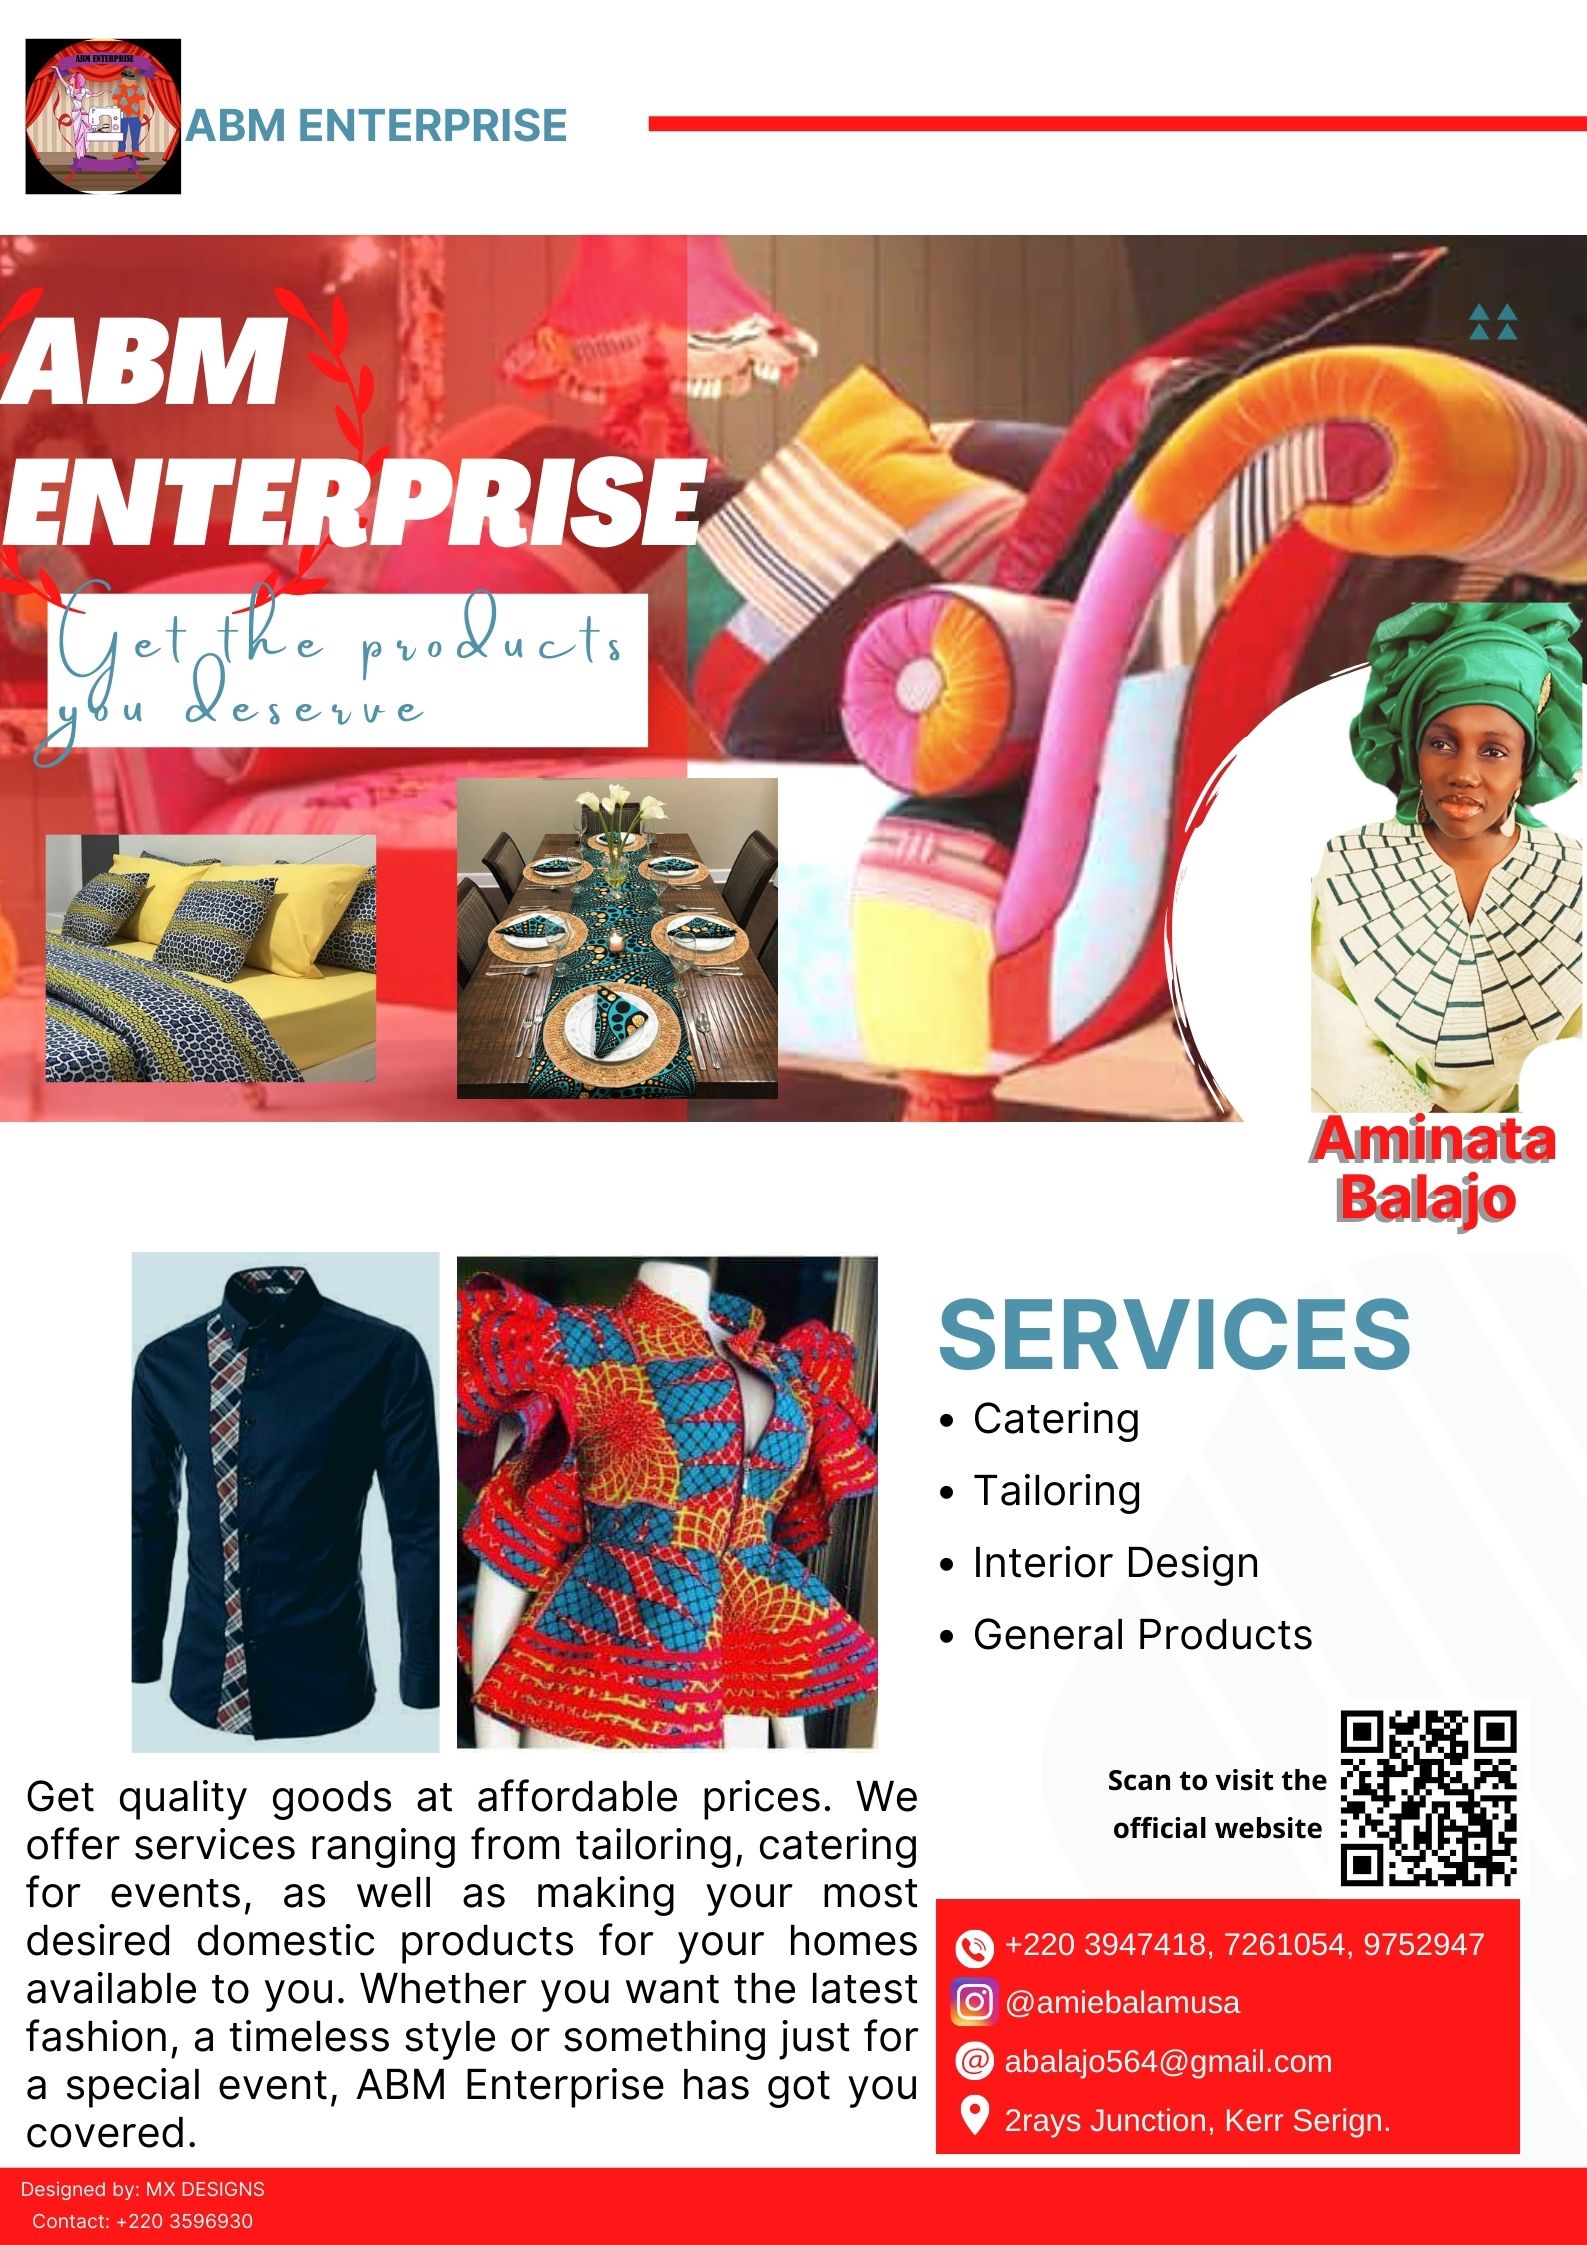 ABM ENTERPRISE
ABM ENTERPRISE
ABM
ENTERPRISE
Get the products
you deserve
Aminata
Balajo
SERVICES
• Catering
• Tailoring
• Interior Design
• General Products
Scan to visit the
official website
Get quality goods at affordable prices. We
offer services ranging from tailoring, catering
for events, as well as making your most
desired domestic products for your homes
available to you. Whether you want the latest
fashion, a timeless style or something just for
a special event, ABM Enterprise has got you
covered.
+220 3947418, 7261054, 9752947
@amiebalamusa
abalajo564@gmail.com
2rays Junction, Kerr Serign.
Designed by: MX DESIGNS
Contact: +220 3596930